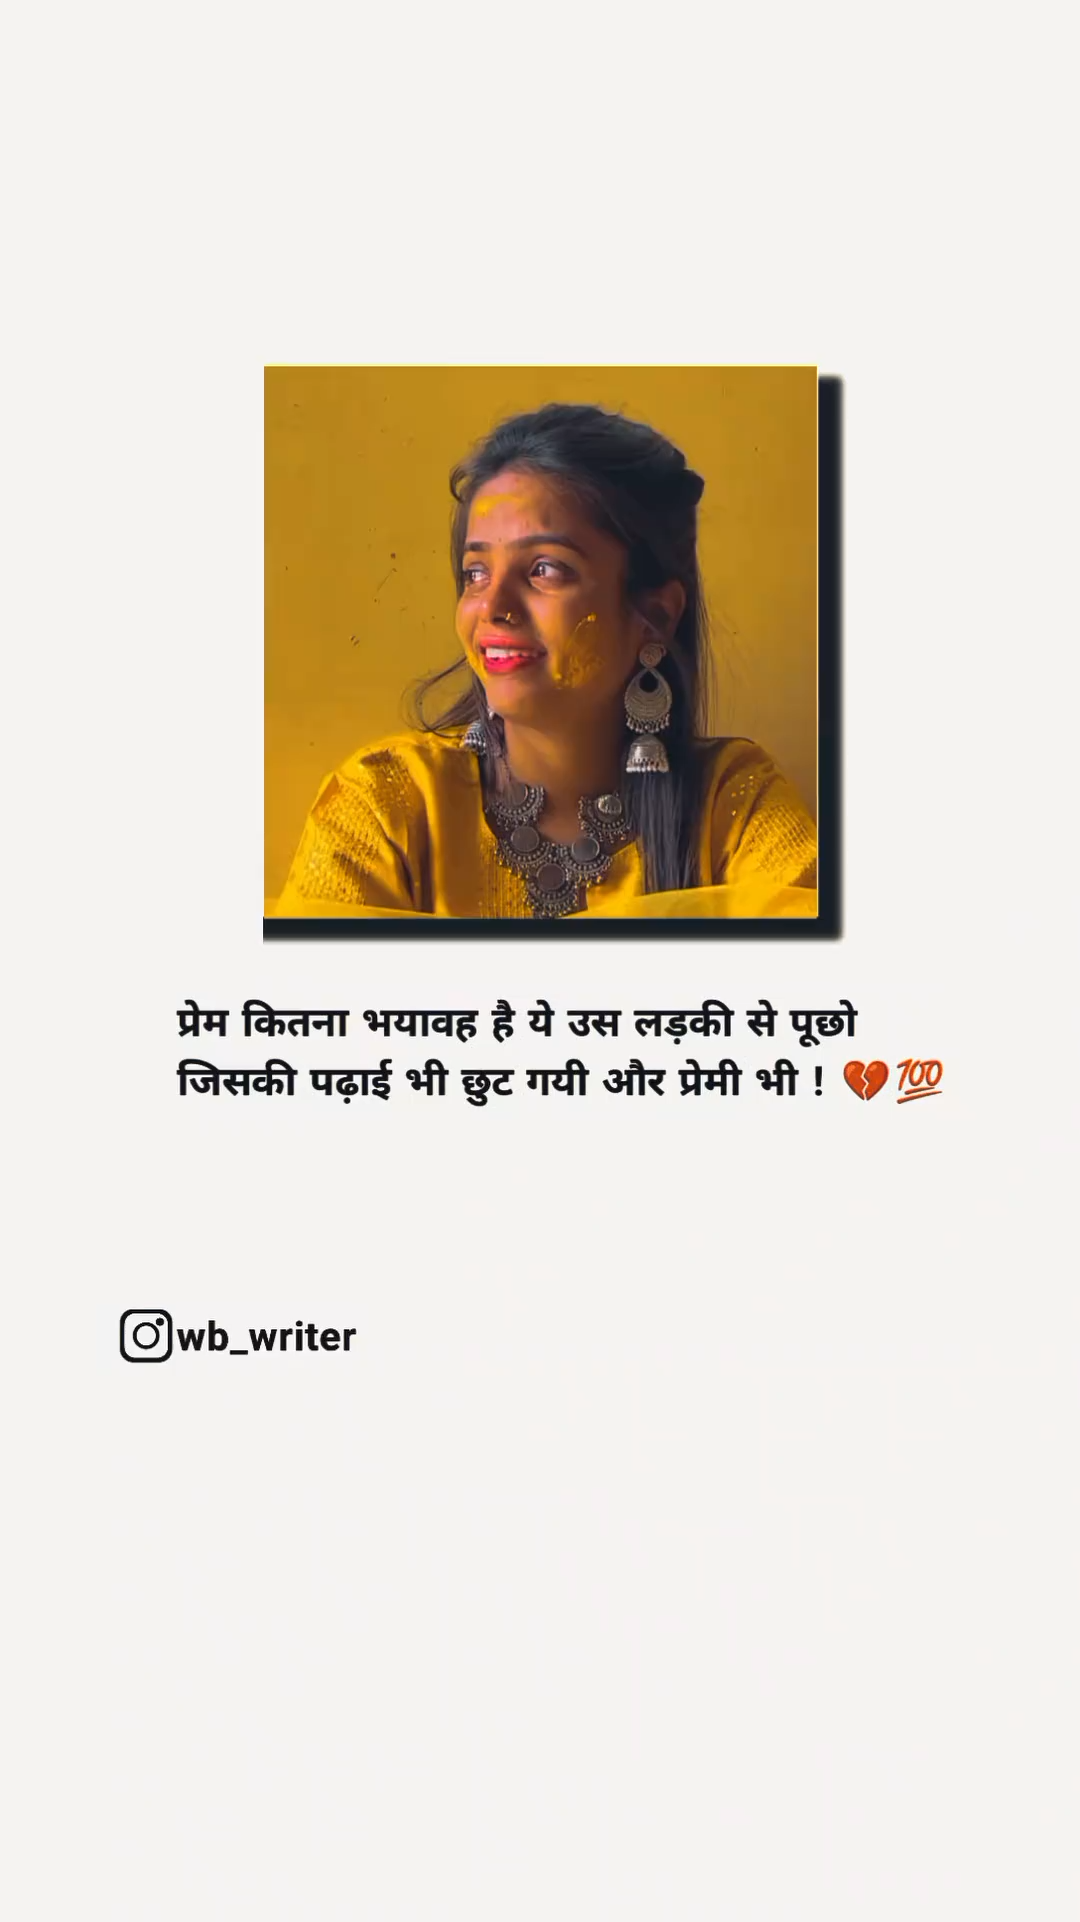 प्रेम कितना भयावह है ये उस लड़की से पूछो
जिसकी पढ़ाई भी छुट गयी और प्रेमी भी ! 💔💯
wb_writer